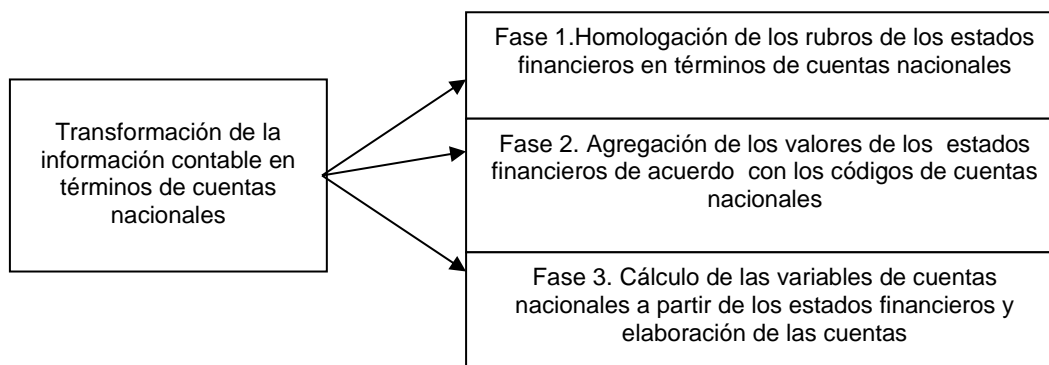 Transformación de la
información contable en
términos de cuentas
nacionales
Fase 1.Homologación de los rubros de los estados
financieros en términos de cuentas nacionales
Fase 2. Agregación de los valores de los estados
financieros de acuerdo con los códigos de cuentas
nacionales
Fase 3. Cálculo de las variables de cuentas
nacionales a partir de los estados financieros y
elaboración de las cuentas